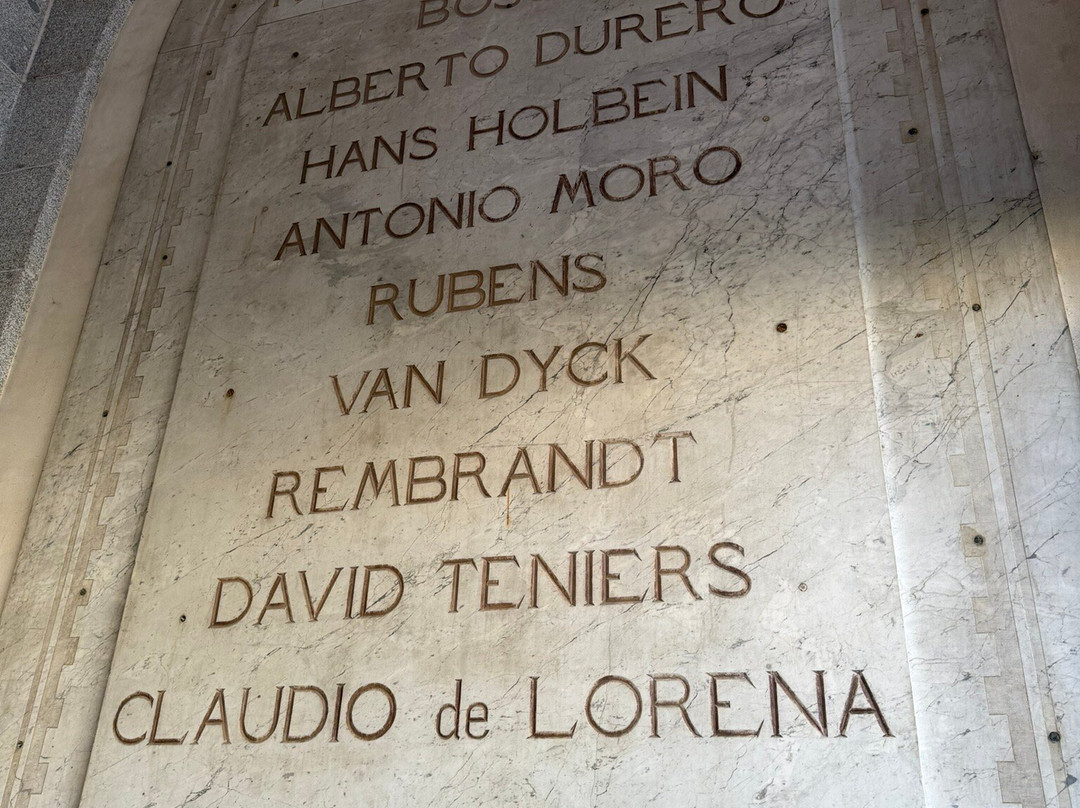 ALBERTO DURERO
HANS HOLBEIN
ANTONIO MORO
RUBENS
VAN DYCK
REMBRANDT
DAVID TENIERS
CLAUDIO de LORENA